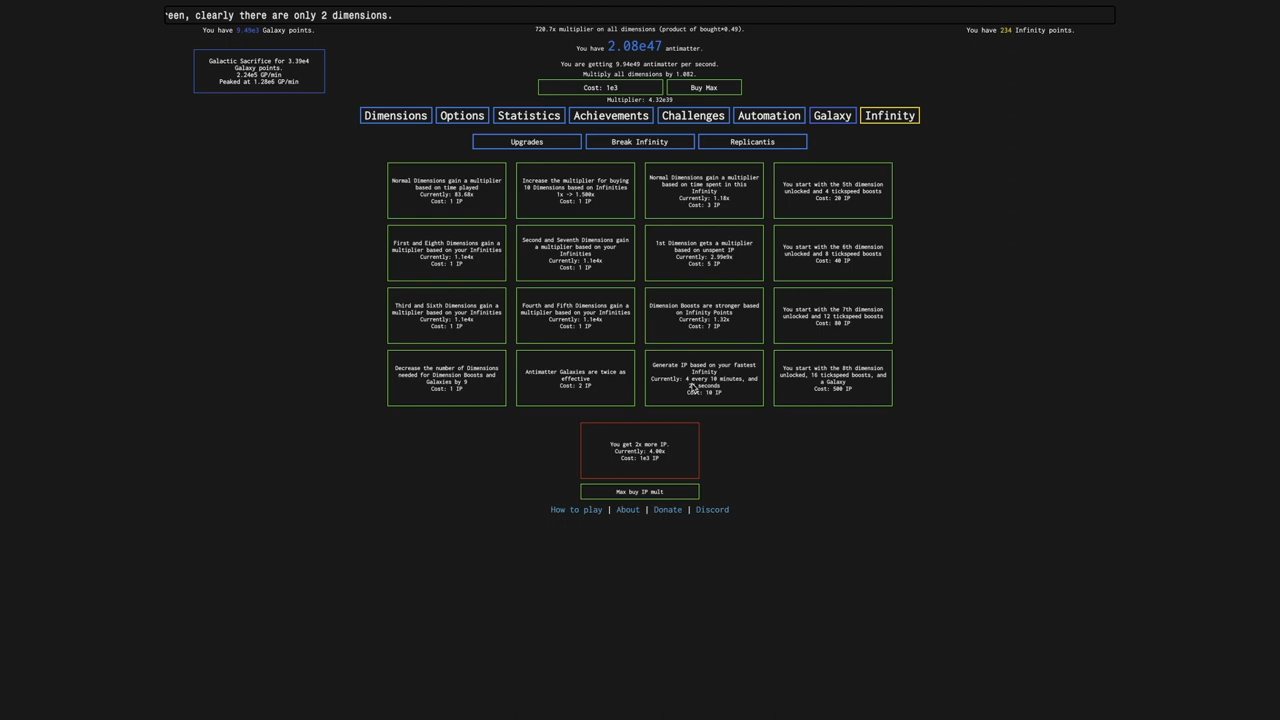 reen, clearly there are only 2 dimensions.
You have 9.49e3 Galaxy points.
720.7x multiplier on all dimensions (product of bought*0.49).
You have 234 Infinity points.
You have 2.08e47 antimatter.
Galactic Sacrifice for 3.39e4
Galaxy points.
2.24e5 GP/min
Peaked at 1.28e6 GP/min
You are getting 9.94e49 antimatter per second.
Multiply all dimensions by 1.082.
Cost: 1e3
Buy Max
Multiplier: 4.32e39
Dimensions
Options
Statistics
Achievements
Challenges
Automation
Galaxy
Infinity
Upgrades
Break Infinity
Replicantis
Normal Dimensions gain a multiplier
based on time played
Currently: 83.68x
Cost: 1 IP
Increase the multiplier for buying
10 Dimensions based on Infinities
1x -> 1.500x
Cost: 1 IP
Normal Dimensions gain a multiplier
based on time spent in this
Infinity
Currently: 1.18x
Cost: 3 IP
You start with the 5th dimension
unlocked and 4 tickspeed boosts
Cost: 20 IP
First and Eighth Dimensions gain a
multiplier based on your Infinities
Currently: 1.1e4x
Cost: 1 IP
Second and Seventh Dimensions gain
a multiplier based on your
Infinities
Currently: 1.1e4x
Cost: 1 IP
1st Dimension gets a multiplier
based on unspent IP
Currently: 2.99e9x
Cost: 5 IP
You start with the 6th dimension
unlocked and 8 tickspeed boosts
Cost: 40 IP
Third and Sixth Dimensions gain a
multiplier based on your Infinities
Currently: 1.1e4x
Cost: 1 IP
Fourth and Fifth Dimensions gain a
multiplier based on your Infinities
Currently: 1.1e4x
Cost: 1 IP
Dimension Boosts are stronger based
on Infinity Points
Currently: 1.32x
Cost: 7 IP
You start with the 7th dimension
unlocked and 12 tickspeed boosts
Cost: 80 IP
Decrease the number of Dimensions
needed for Dimension Boosts and
Galaxies by 9
Cost: 1 IP
Antimatter Galaxies are twice as
effective
Cost: 2 IP
Generate IP based on your fastest
Infinity
Currently: 4 every 10 minutes, and
seconds
Cost: 10 IP
You start with the 8th dimension
unlocked, 16 tickspeed boosts, and
a Galaxy
Cost: 500 IP
You get 2x more IP.
Currently: 4.00x
Cost: 1e3 IP
Max buy IP mult
How to play | About | Donate | Discord